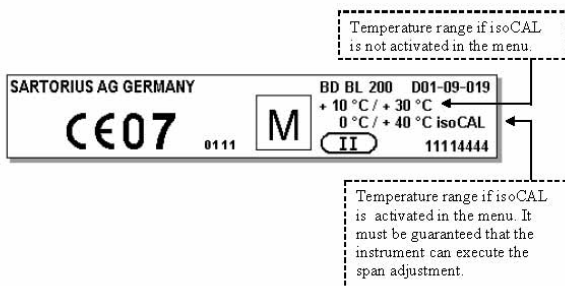 Temperature range if isoCAL
is not activated in the menu.
SARTORIUS AG GERMANY
BD BL 200 D01-09-019
+ 10 °C / + 30 °C
0 °C / + 40 °C isoCAL
CE07 0111 M
II 11114444
Temperature range if isoCAL
is activated in the menu. It
must be guaranteed that the
instrument can execute the
span adjustment.